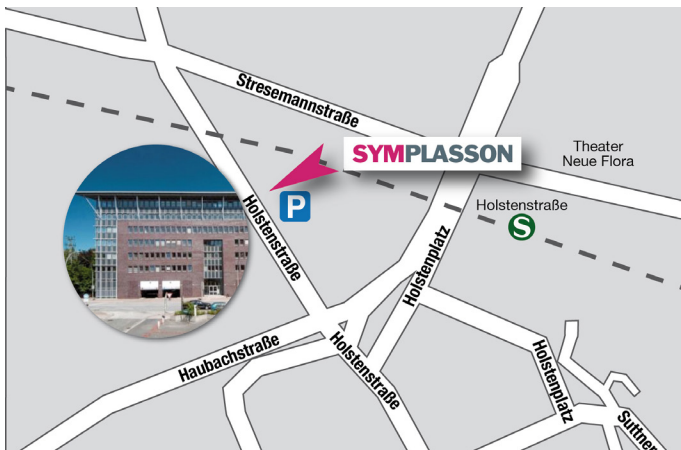 Stresemannstraße
SYMPLASSON
Theater
Neue Flora
Holstenstraße
P
Holstenstraße
S
Holstenplatz
Haubachstraße
Holstenstraße
Holstenplatz
Suttner